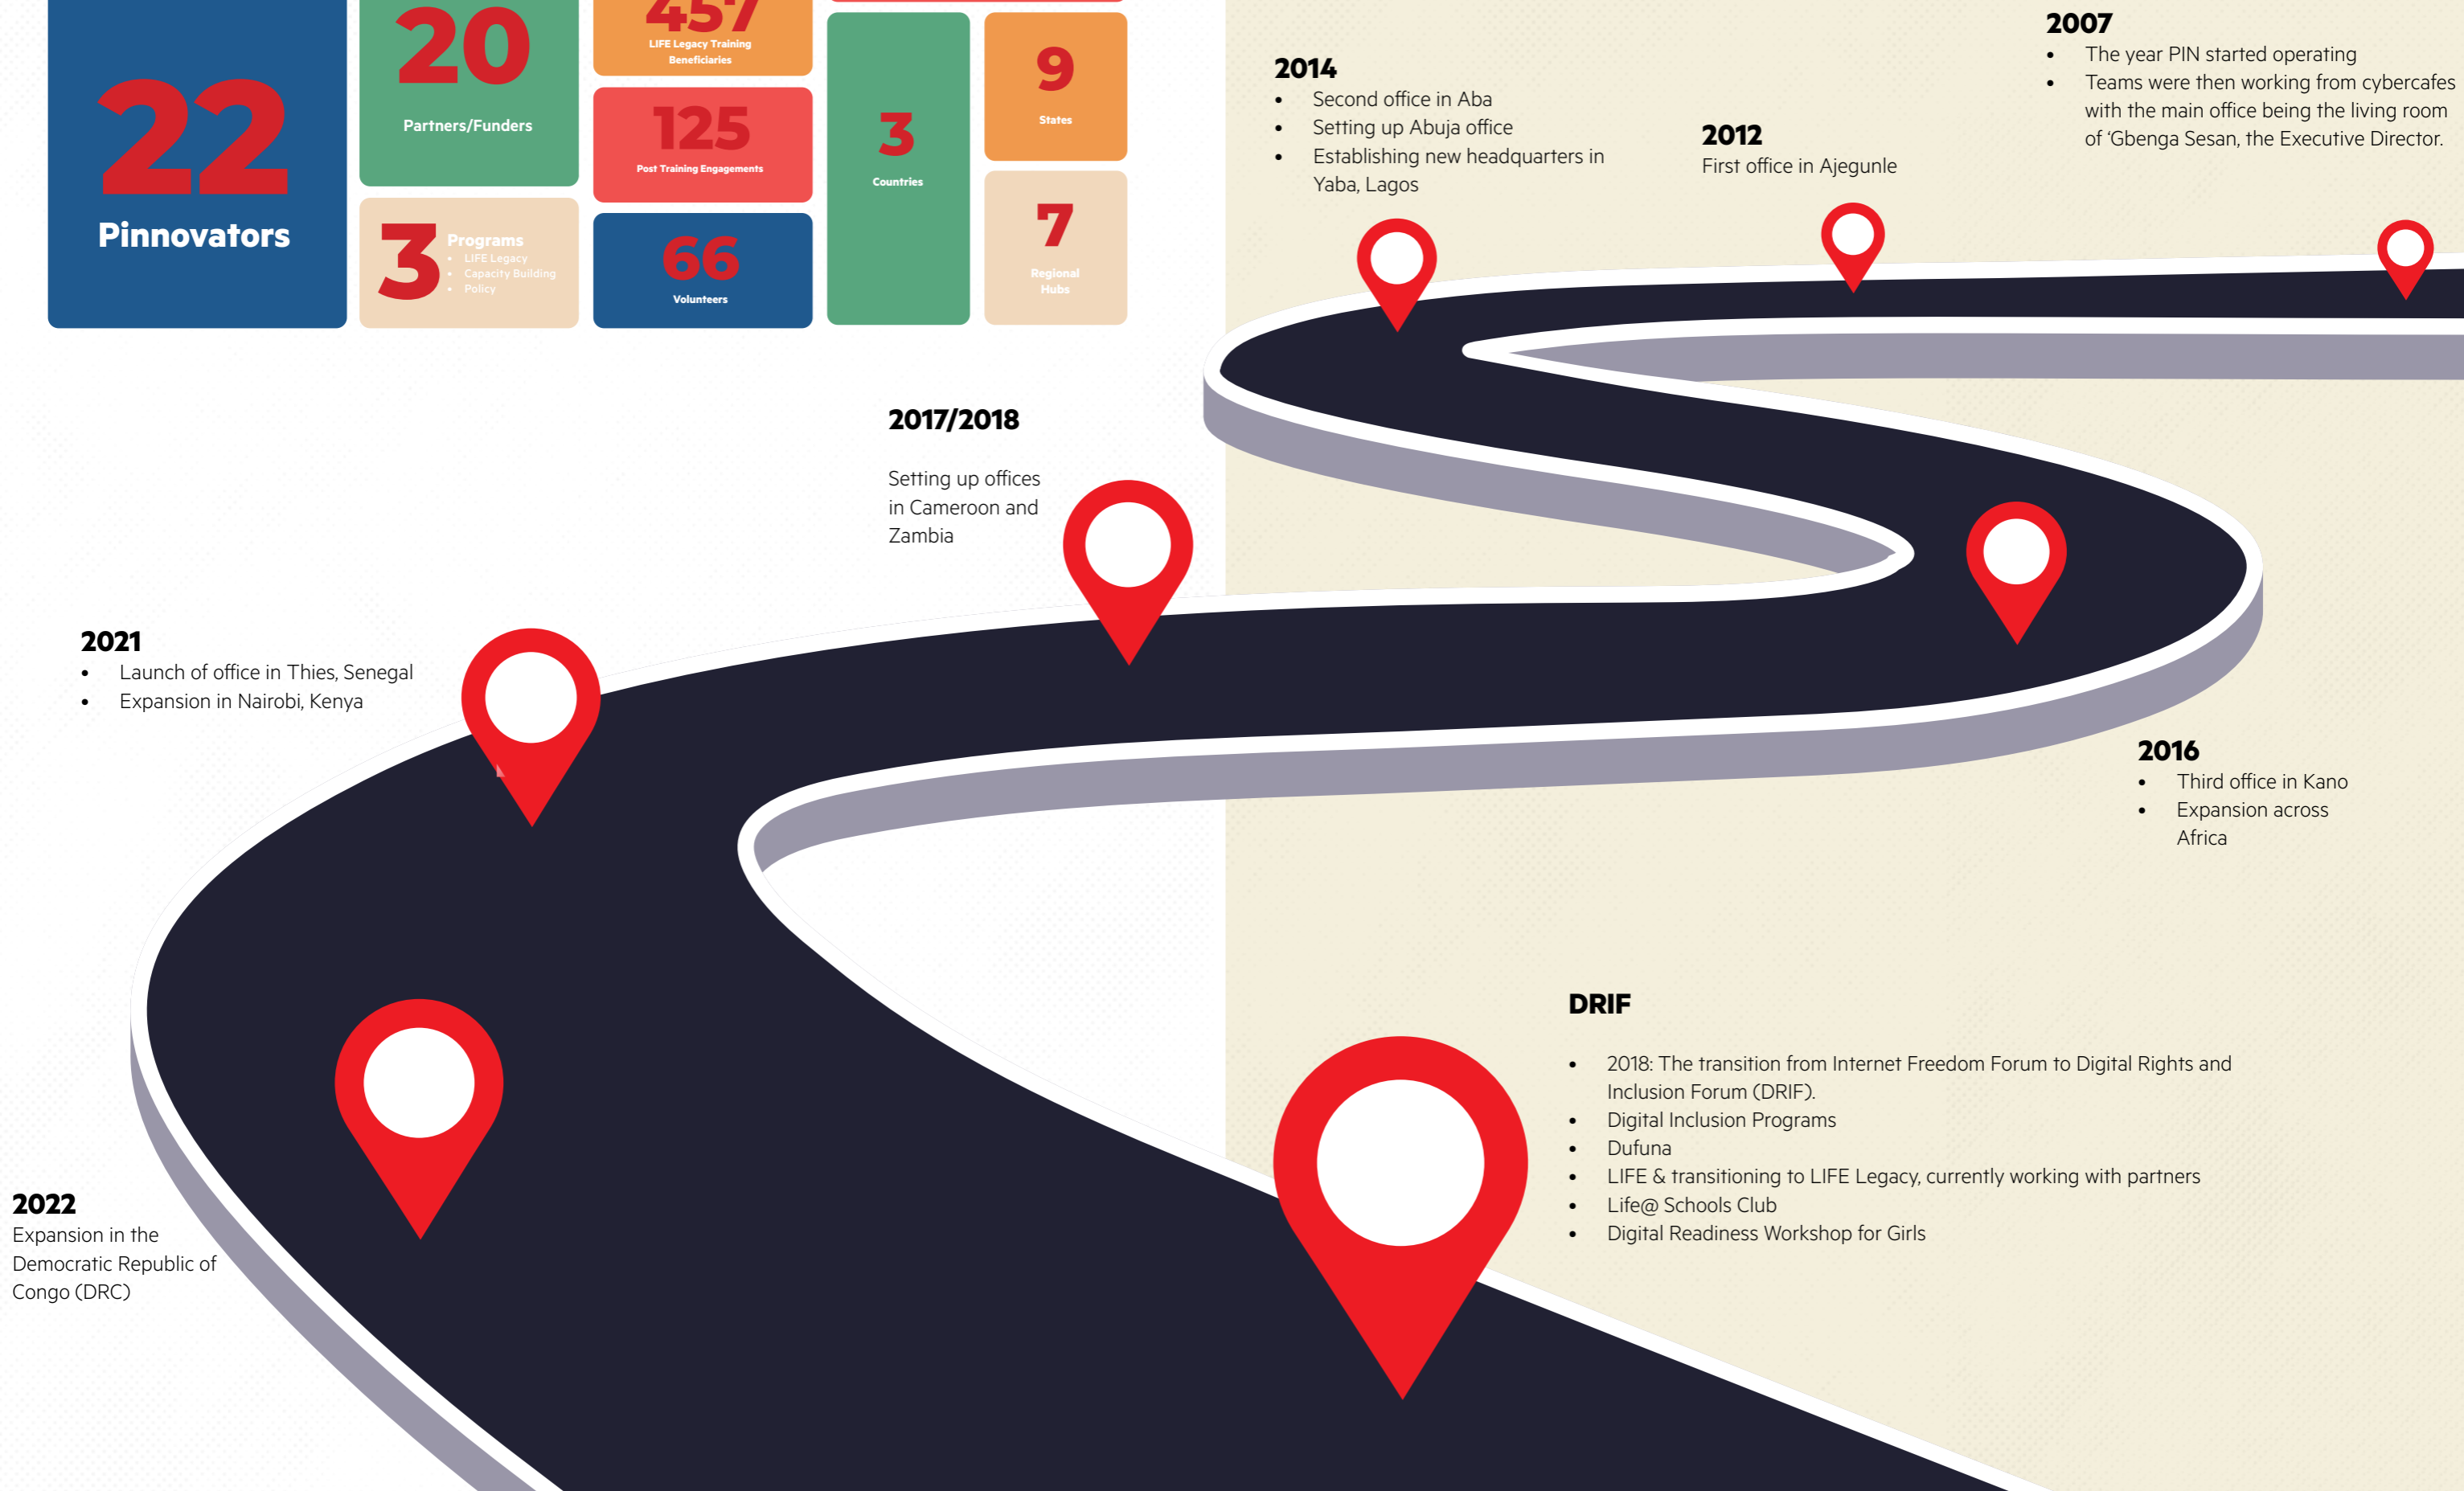 22
Pinnovators
20
Partners/Funders
3
Programs
• LIFE Legacy
• Capacity Building
• Policy
457
LIFE Legacy Training
Beneficiaries
125
Post Training Engagements
66
Volunteers
3
Countries
9
States
7
Regional
Hubs
2007
• The year PIN started operating
• Teams were then working from cybercafes
with the main office being the living room
of ‘Gbenga Sesan, the Executive Director.
2012
First office in Ajegunle
2014
• Second office in Aba
• Setting up Abuja office
• Establishing new headquarters in
Yaba, Lagos
2016
• Third office in Kano
• Expansion across
Africa
2017/2018
Setting up offices
in Cameroon and
Zambia
2021
• Launch of office in Thies, Senegal
• Expansion in Nairobi, Kenya
2022
Expansion in the
Democratic Republic of
Congo (DRC)
DRIF
• 2018: The transition from Internet Freedom Forum to Digital Rights and
Inclusion Forum (DRIF).
• Digital Inclusion Programs
• Dufuna
• LIFE & transitioning to LIFE Legacy, currently working with partners
• Life@ Schools Club
• Digital Readiness Workshop for Girls